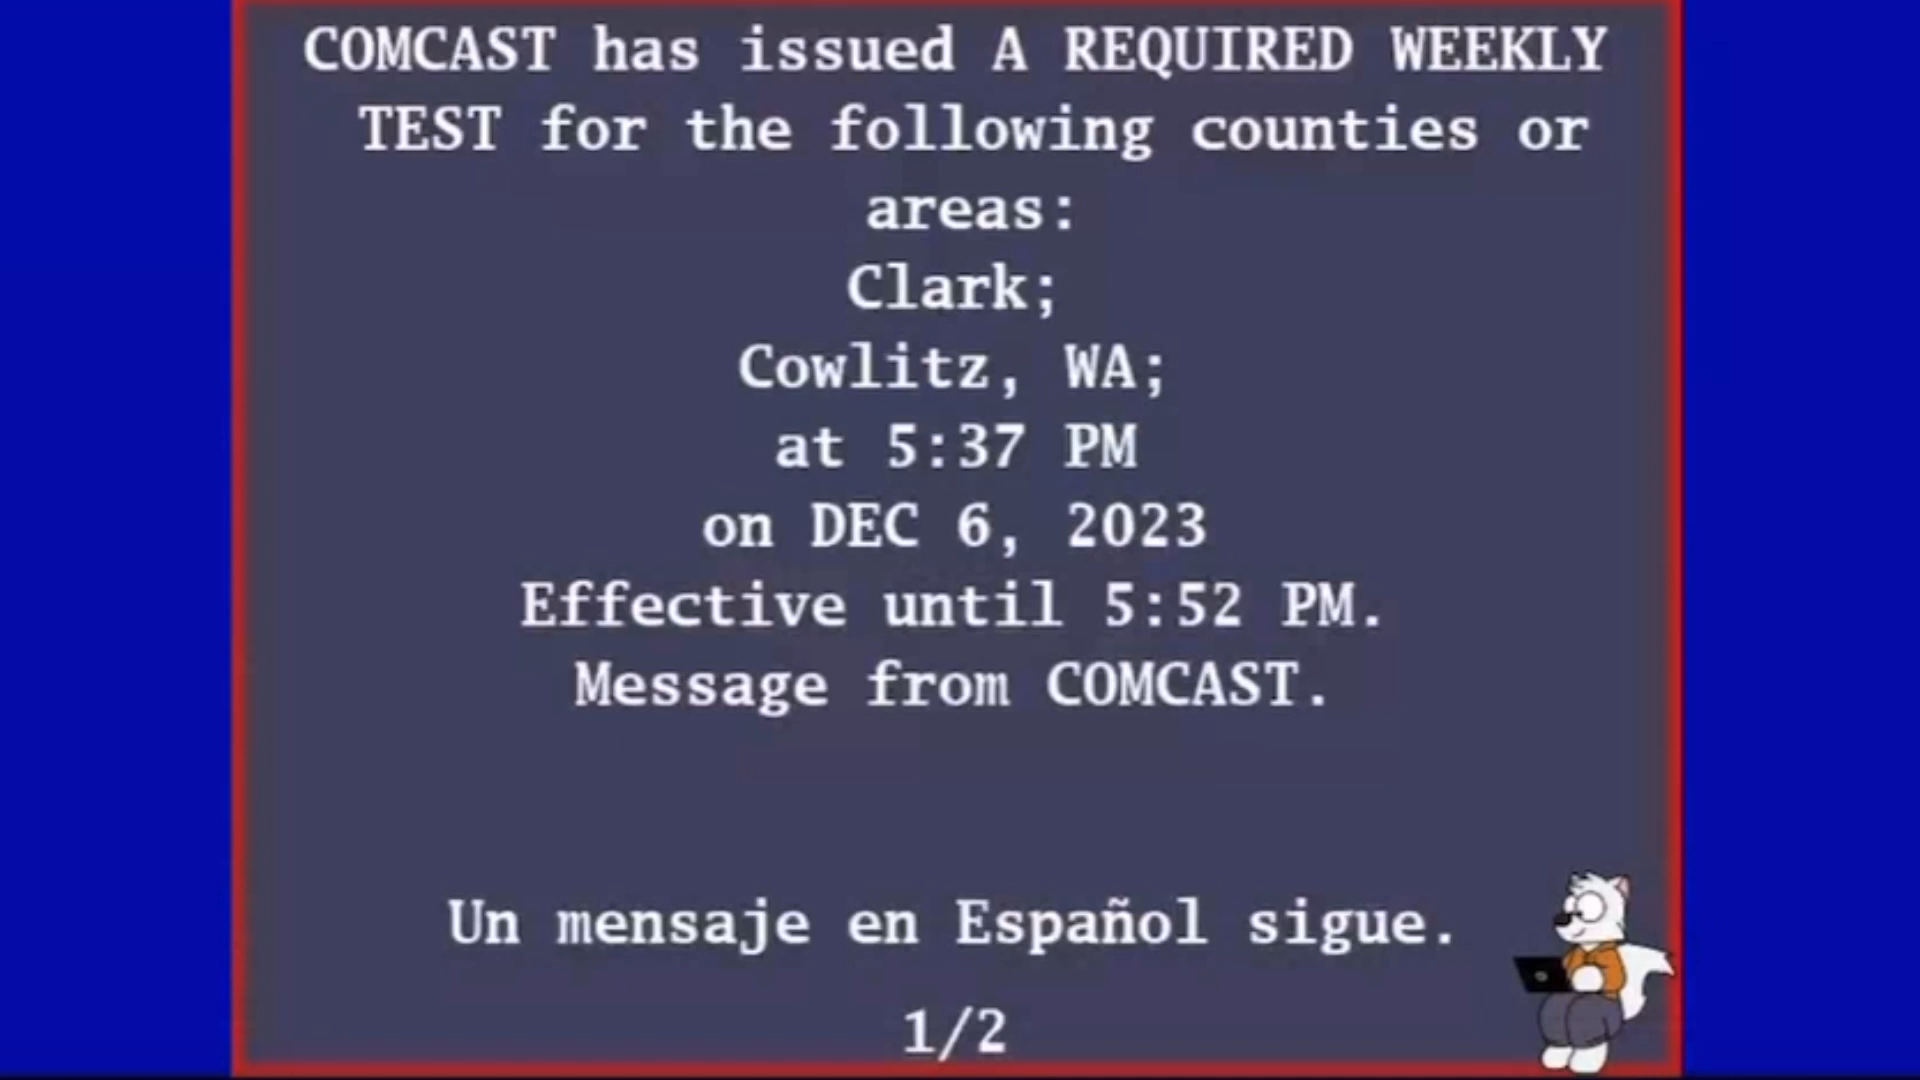 COMCAST has issued A REQUIRED WEEKLY
TEST for the following counties or
areas:
Clark;
Cowlitz, WA;
at 5:37 PM
on DEC 6, 2023
Effective until 5:52 PM.
Message from COMCAST.
Un mensaje en Español sigue.
1/2